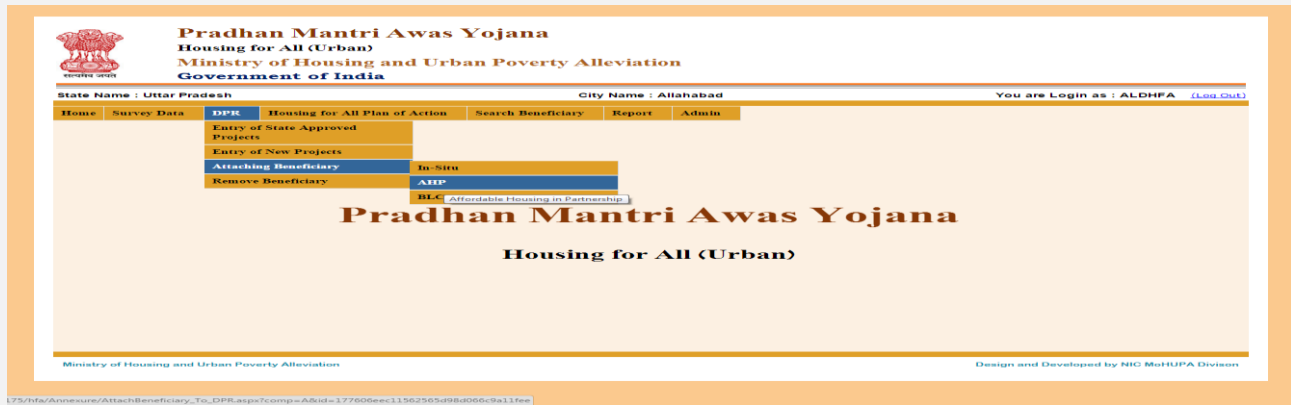 Pradhan Mantri Awas Yojana
Housing for All (Urban)
Ministry of Housing and Urban Poverty Alleviation
Government of India
सत्यमेव जयते
State Name : Uttar Pradesh City Name : Allahabad You are Login as : ALDHFA (Log Out)
Home Survey Data DPR Housing for All Plan of Action Search Beneficiary Report Admin
Entry of State Approved
Projects
Entry of New Projects
Attaching Beneficiary In-Situ
Remove Beneficiary AHP
BLC Affordable Housing in Partnership
Pradhan Mantri Awas Yojana
Housing for All (Urban)
Ministry of Housing and Urban Poverty Alleviation Design and Developed by NIC MoHUPA Divison
175/hfa/Annexure/AttachBeneficiary_To_DPR.aspx?comp=A&id=177606eec11562565d98d066c9a11fee